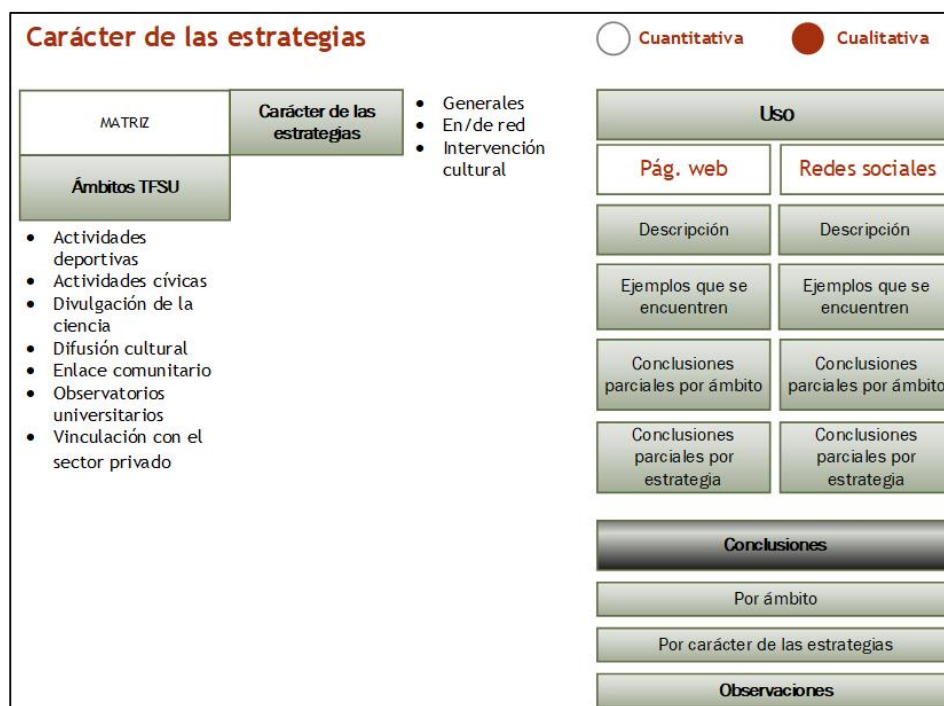 Carácter de las estrategias
Cuantitativa
Cualitativa
MATRIZ
Carácter de las
estrategias
• Generales
• En/de red
• Intervención
cultural
Ámbitos TFSU
• Actividades
deportivas
• Actividades cívicas
• Divulgación de la
ciencia
• Difusión cultural
• Enlace comunitario
• Observatorios
universitarios
• Vinculación con el
sector privado
Uso
Pág. web
Redes sociales
Descripción
Descripción
Ejemplos que se
encuentren
Ejemplos que se
encuentren
Conclusiones
parciales por ámbito
Conclusiones
parciales por ámbito
Conclusiones
parciales por
estrategia
Conclusiones
parciales por
estrategia
Conclusiones
Por ámbito
Por carácter de las estrategias
Observaciones